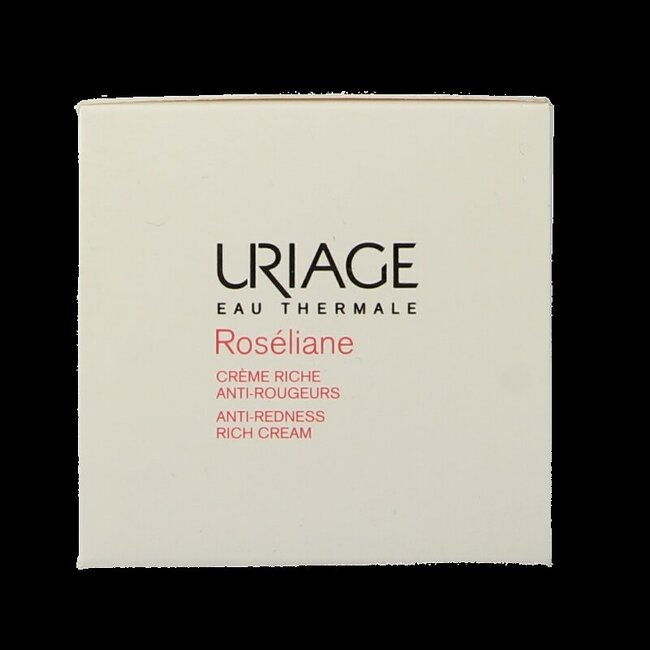 URIAGE
EAU THERMALE
Roséliane
CRÈME RICHE
ANTI-ROUGEURS
ANTI-REDNESS
RICH CREAM